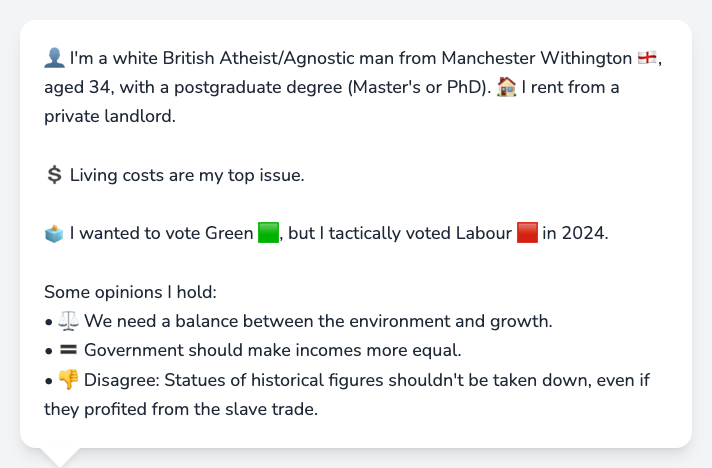 👤 I'm a white British Atheist/Agnostic man from Manchester Withington 🏴󠁧󠁢󠁥󠁮󠁧󠁿,
aged 34, with a postgraduate degree (Master's or PhD). 🏠 I rent from a
private landlord.
💲 Living costs are my top issue.
🗳️ I wanted to vote Green 🟩, but I tactically voted Labour 🟥 in 2024.
Some opinions I hold:
• ⚖️ We need a balance between the environment and growth.
• 🟰 Government should make incomes more equal.
• 👎 Disagree: Statues of historical figures shouldn't be taken down, even if
they profited from the slave trade.